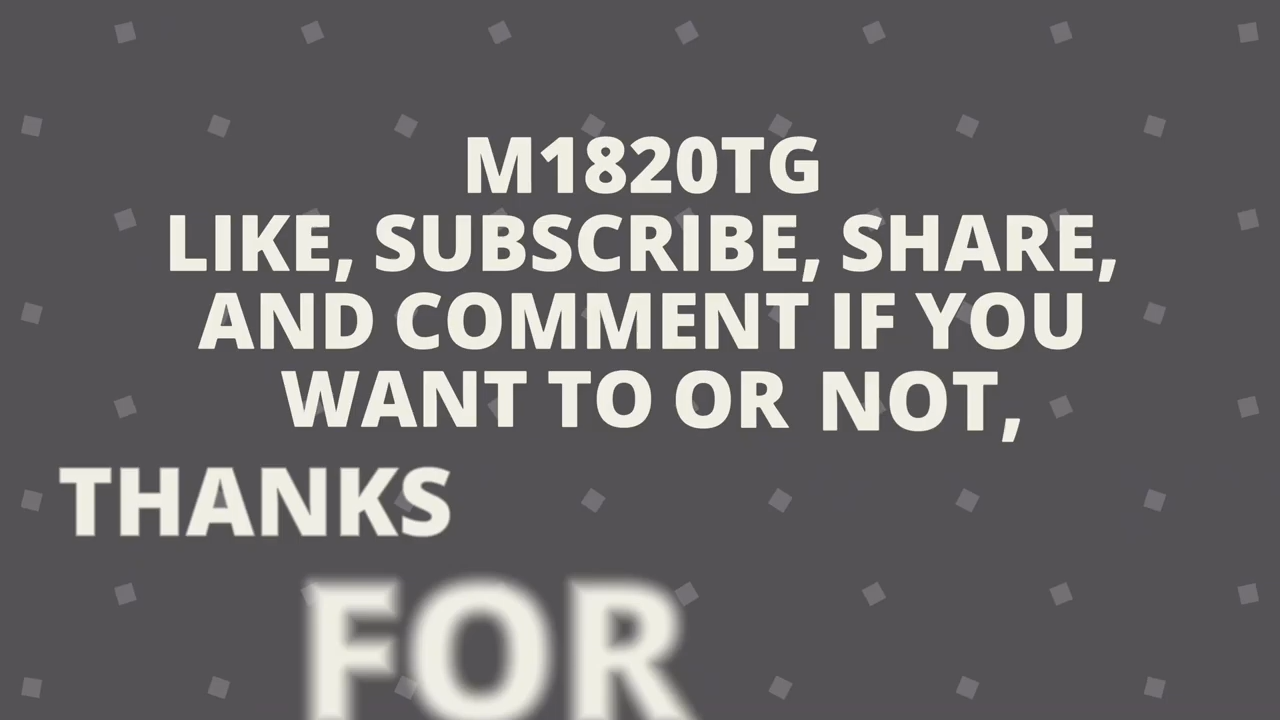 M1820TG
LIKE, SUBSCRIBE, SHARE,
AND COMMENT IF YOU
WANT TO OR NOT,
THANKS
FOR